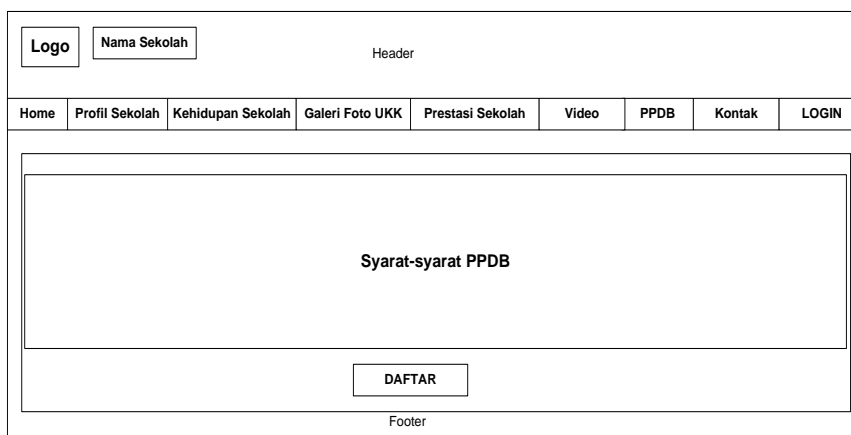 Logo
Nama Sekolah
Header
Home Profil Sekolah Kehidupan Sekolah Galeri Foto UKK Prestasi Sekolah Video PPDB Kontak LOGIN
Syarat-syarat PPDB
DAFTAR
Footer